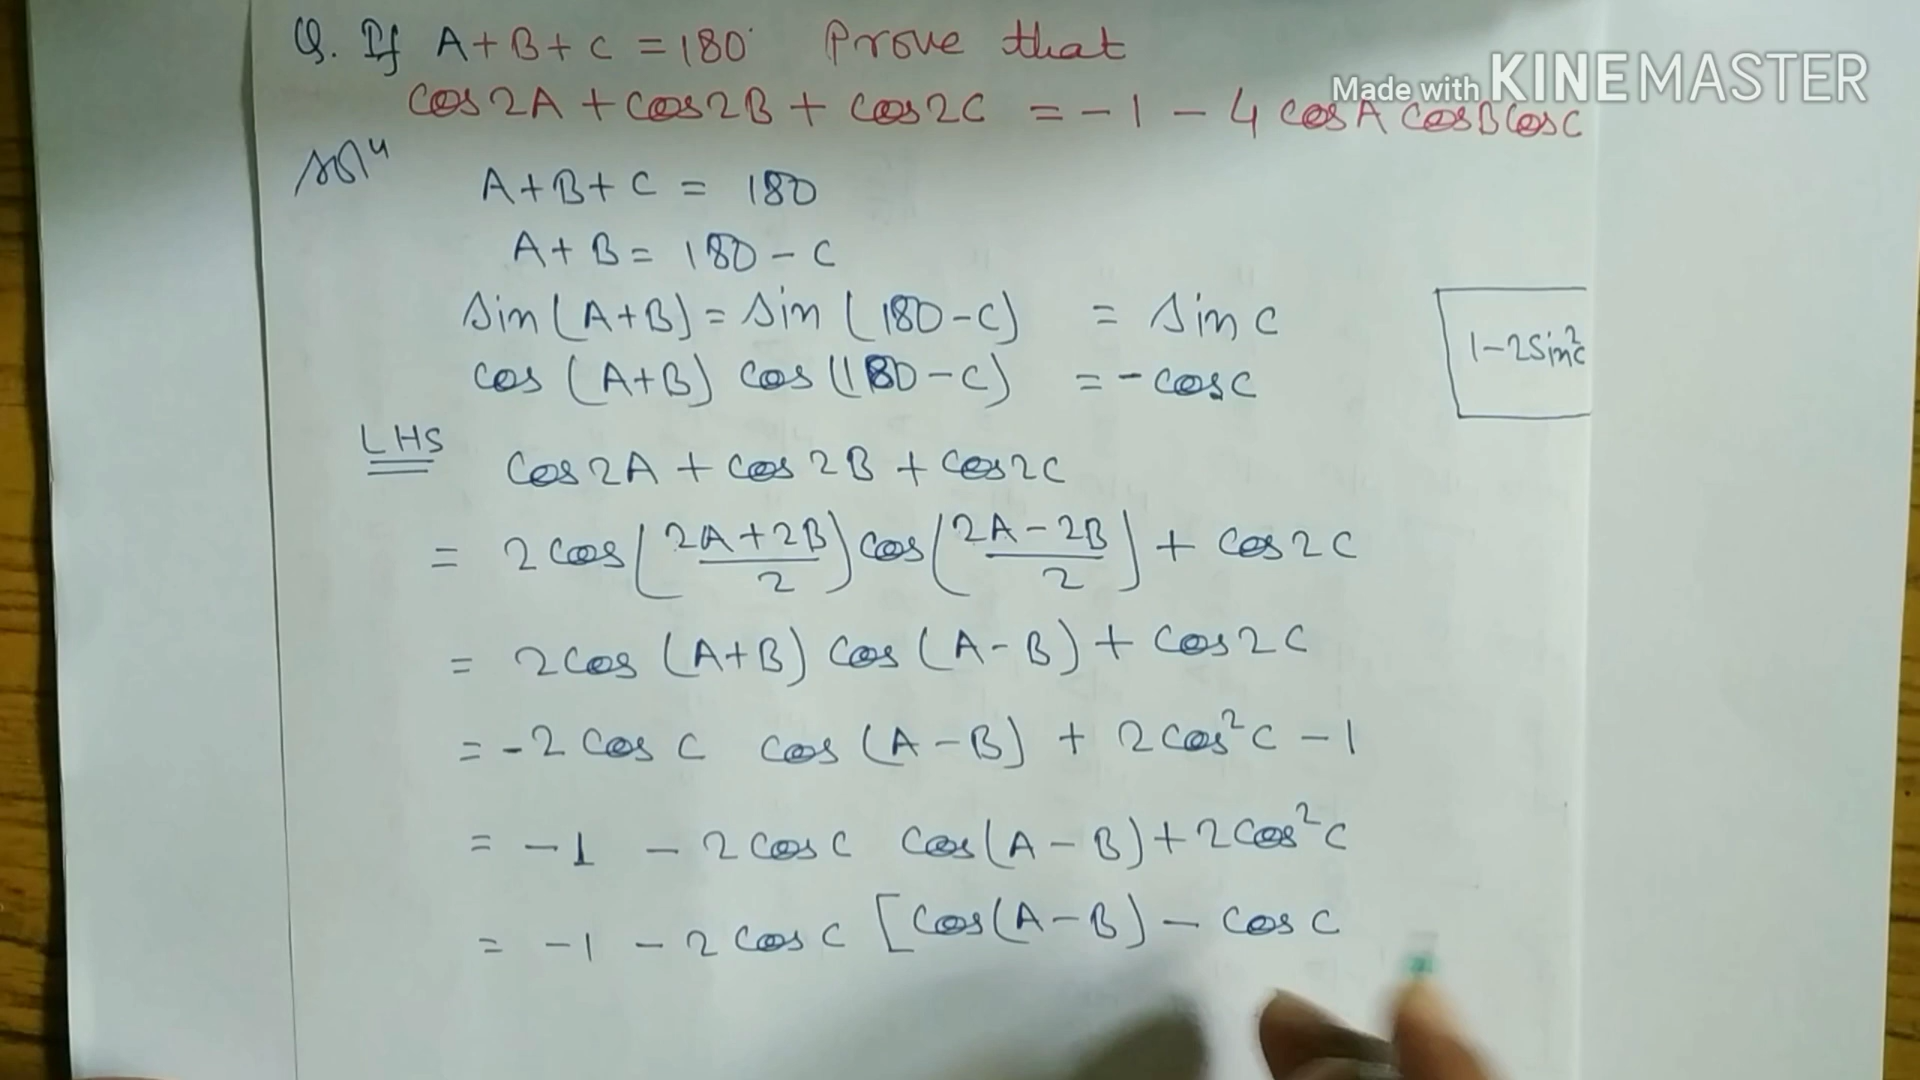 Q. If A+B+C = 180° Prove that
Made with KINEMASTER
cos2A + cos2B + cos2C = -1 - 4 cosA cosB cosC
Solⁿ
A+B+C = 180
A+B = 180-C
Sin(A+B) = Sin (180-C) = Sin C
cos (A+B) cos (180-C) = -cosC
1-2Sin²C
LHS
cos2A + cos2B + cos2C
= 2cos(2A+2B/2) cos(2A-2B/2) + cos2C
= 2cos (A+B) cos (A-B) + cos2C
= -2 cos C cos (A-B) + 2cos²C -1
= -1 - 2cosC cos(A-B) + 2cos²C
= -1 - 2cosC [cos(A-B) - cos C